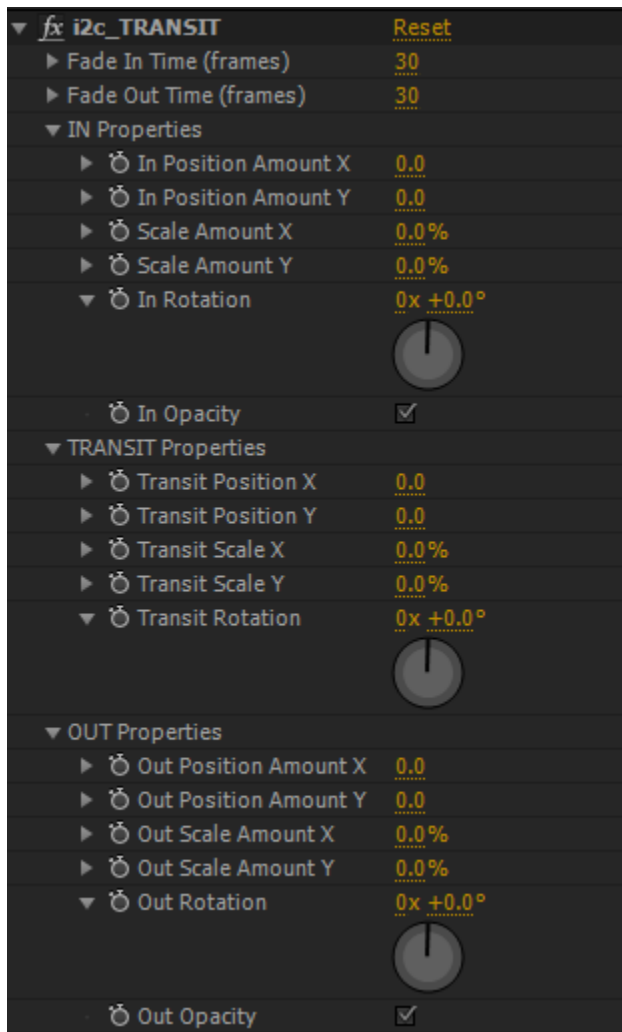 fx i2c_TRANSIT Reset
Fade In Time (frames) 30
Fade Out Time (frames) 30
IN Properties
In Position Amount X 0.0
In Position Amount Y 0.0
Scale Amount X 0.0%
Scale Amount Y 0.0%
In Rotation 0x +0.0°
In Opacity
TRANSIT Properties
Transit Position X 0.0
Transit Position Y 0.0
Transit Scale X 0.0%
Transit Scale Y 0.0%
Transit Rotation 0x +0.0°
OUT Properties
Out Position Amount X 0.0
Out Position Amount Y 0.0
Out Scale Amount X 0.0%
Out Scale Amount Y 0.0%
Out Rotation 0x +0.0°
Out Opacity